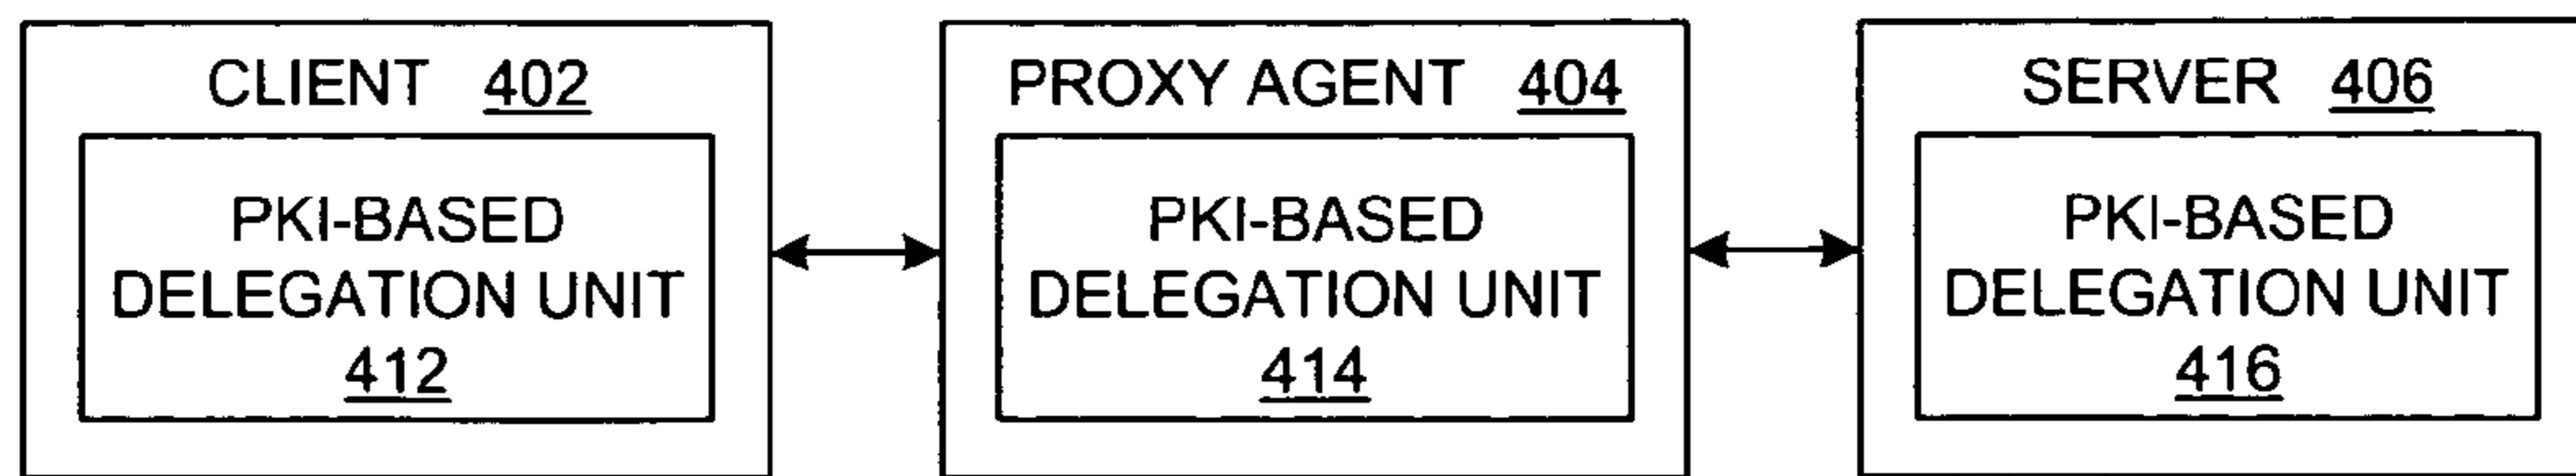 CLIENT 402
PKI-BASED
DELEGATION UNIT
412
PROXY AGENT 404
PKI-BASED
DELEGATION UNIT
414
SERVER 406
PKI-BASED
DELEGATION UNIT
416